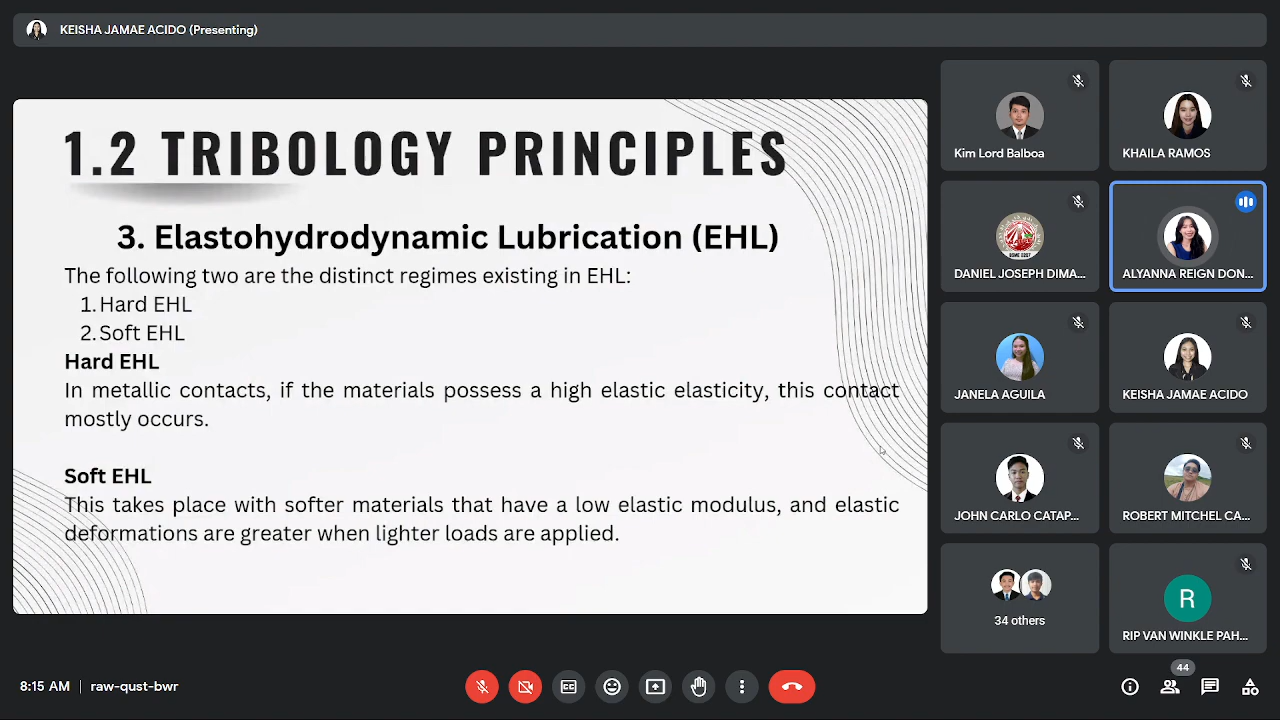 KEISHA JAMAE ACIDO (Presenting)
1.2 TRIBOLOGY PRINCIPLES
3. Elastohydrodynamic Lubrication (EHL)
The following two are the distinct regimes existing in EHL:
1. Hard EHL
2. Soft EHL
Hard EHL
In metallic contacts, if the materials possess a high elastic elasticity, this contact
mostly occurs.
Soft EHL
This takes place with softer materials that have a low elastic modulus, and elastic
deformations are greater when lighter loads are applied.
Kim Lord Balboa
KHAILA RAMOS
DANIEL JOSEPH DIMA...
ALYANNA REIGN DON...
JANELA AGUILA
KEISHA JAMAE ACIDO
JOHN CARLO CATAP...
ROBERT MITCHEL CA...
34 others
R
RIP VAN WINKLE PAH...
8:15 AM
raw-qust-bwr
44